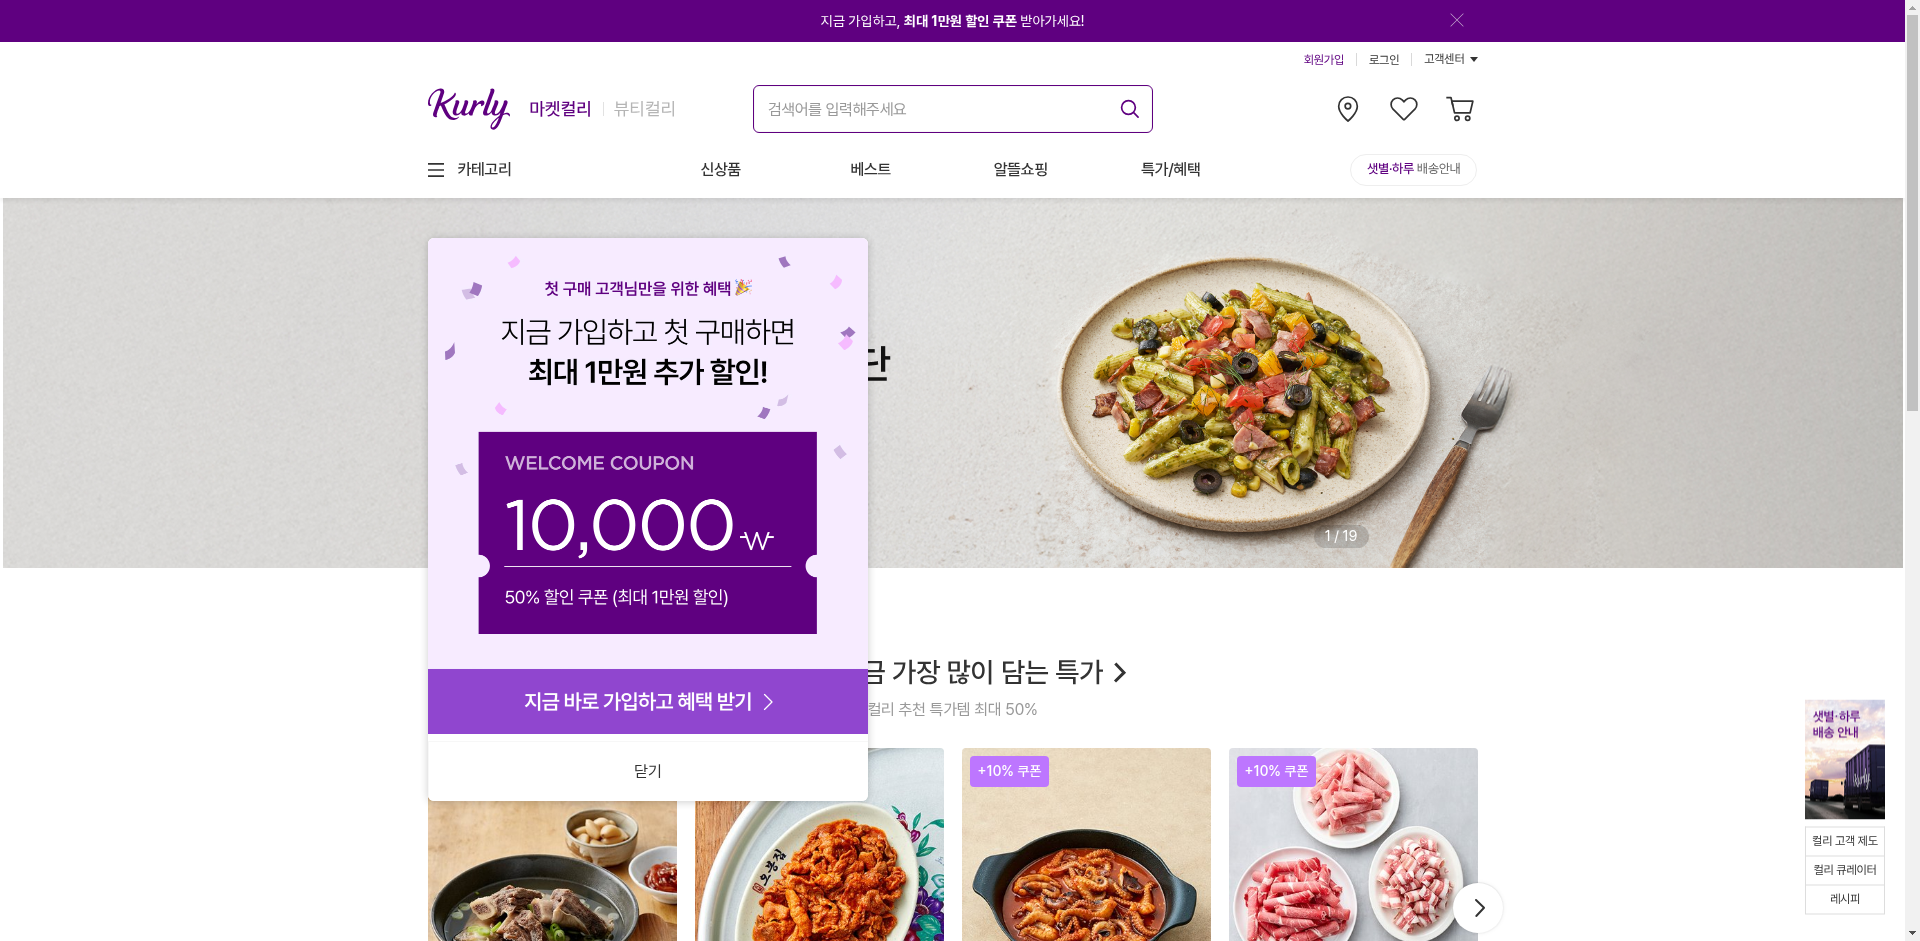 지금 가입하고, 최대 1만원 할인 쿠폰 받아가세요!
회원가입
로그인
고객센터
Kurly
마켓컬리
뷰티컬리
검색어를 입력해주세요
카테고리
신상품
베스트
알뜰쇼핑
특가/혜택
샛별·하루 배송안내
첫 구매 고객님만을 위한 혜택
지금 가입하고 첫 구매하면
최대 1만원 추가 할인!
WELCOME COUPON
10,000₩
50% 할인 쿠폰 (최대 1만원 할인)
지금 바로 가입하고 혜택 받기
닫기
단
1 / 19
금 가장 많이 담는 특가
컬리 추천 특가템 최대 50%
+10% 쿠폰
+10% 쿠폰
오봉집
샛별·하루
배송 안내
Kurly
컬리 고객 제도
컬리 큐레이터
레시피